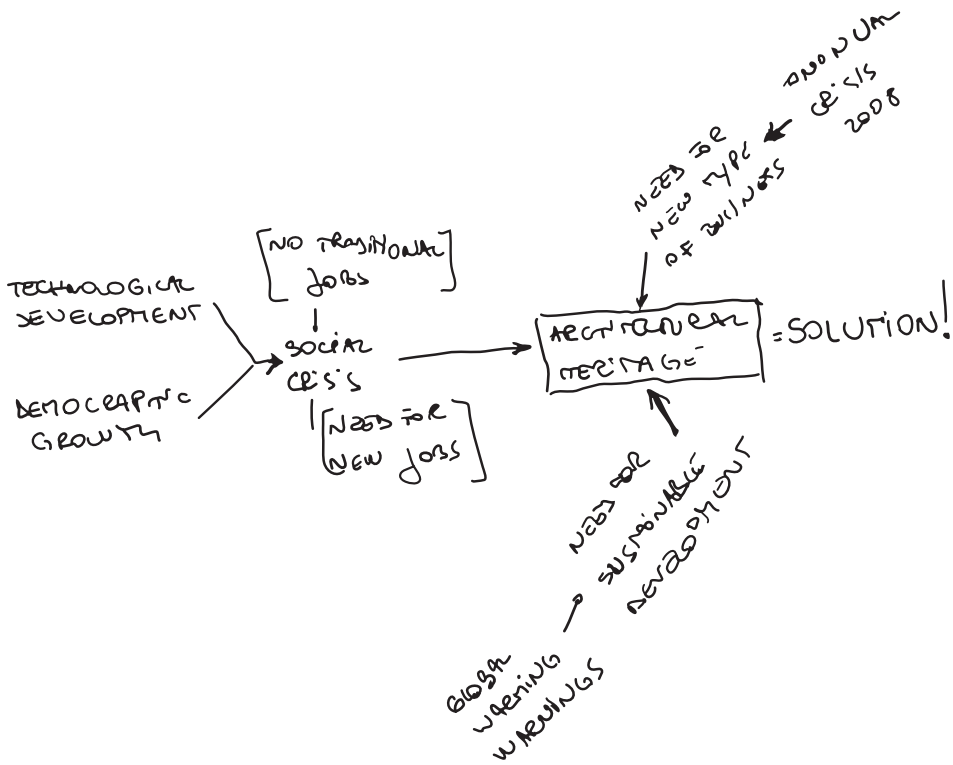 TECHNOLOGICAL
DEVELOPMENT
DEMOGRAPHIC
GROWTH
[NO TRADITIONAL
JOBS]
SOCIAL
CRISIS
[NEED FOR
NEW JOBS]
CRISIS
2008
NEED FOR
NEW TYPE
OF BUSINESS
ARCHITECTURAL
HERITAGE
= SOLUTION!
NEED FOR
SUSTAINABLE
DEVELOPMENT
GLOBAL
WARMING
WARNINGS